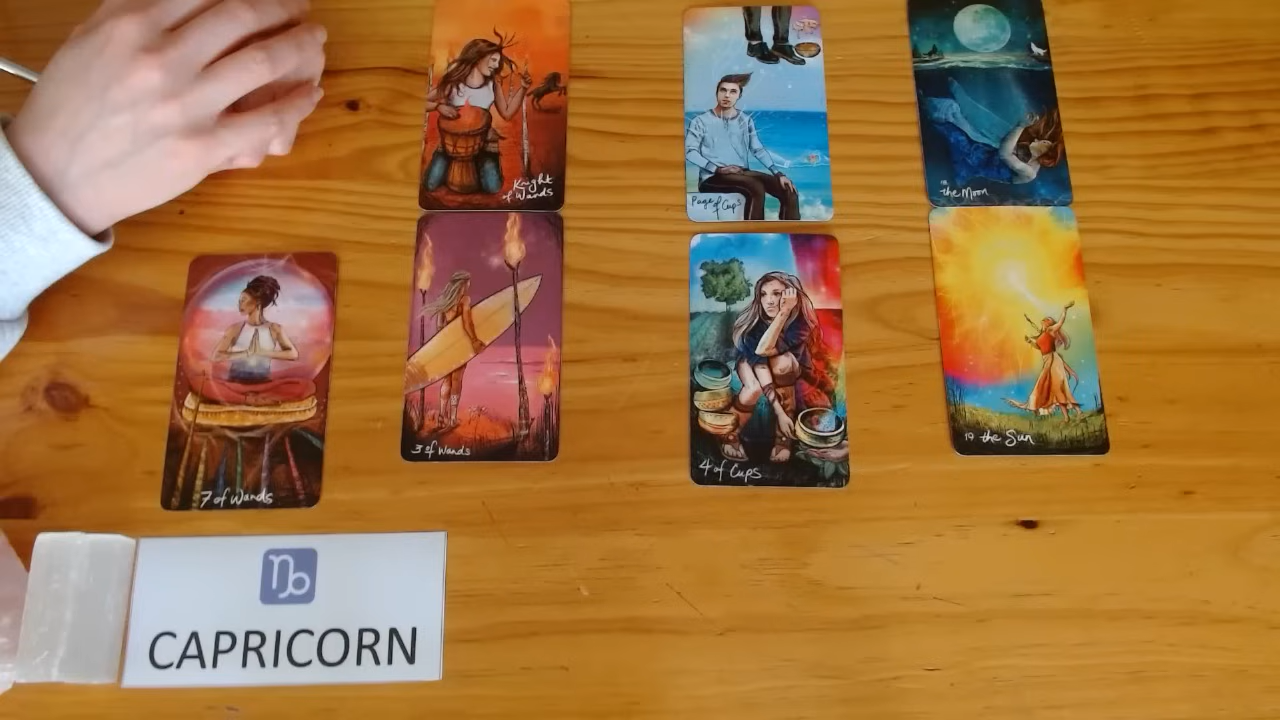 Knight
of Wands
Page of Cups
18 the Moon
7 of Wands
3 of Wands
4 of Cups
19 the Sun
CAPRICORN